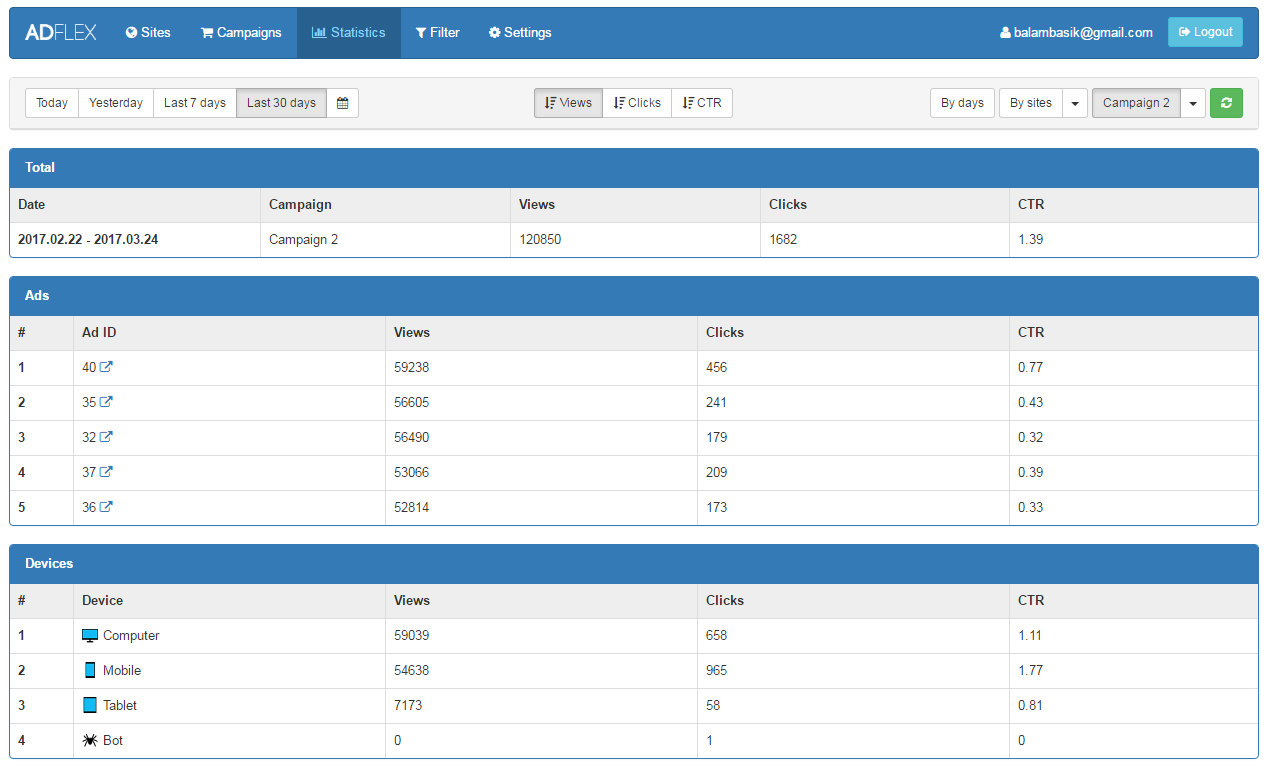 ADFLEX Sites Campaigns Statistics Filter Settings balambasik@gmail.com Logout
Today Yesterday Last 7 days Last 30 days Views Clicks CTR By days By sites Campaign 2
Total
Date Campaign Views Clicks CTR
2017.02.22 - 2017.03.24 Campaign 2 120850 1682 1.39
Ads
# Ad ID Views Clicks CTR
1 40 59238 456 0.77
2 35 56605 241 0.43
3 32 56490 179 0.32
4 37 53066 209 0.39
5 36 52814 173 0.33
Devices
# Device Views Clicks CTR
1 Computer 59039 658 1.11
2 Mobile 54638 965 1.77
3 Tablet 7173 58 0.81
4 Bot 0 1 0